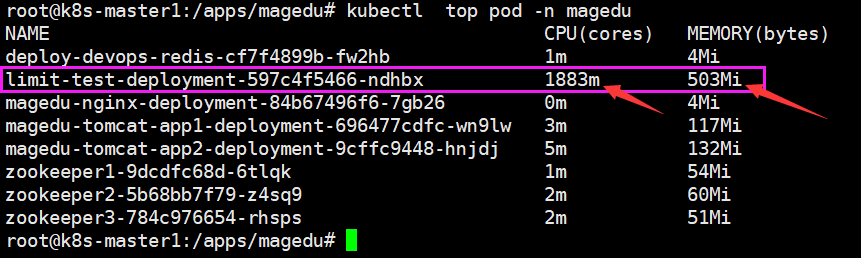 root@k8s-master1:/apps/magedu# kubectl  top pod -n magedu
NAME                                            CPU(cores)   MEMORY(bytes)
deploy-devops-redis-cf7f4899b-fw2hb             1m           4Mi
limit-test-deployment-597c4f5466-ndhbx          1883m        503Mi
magedu-nginx-deployment-84b67496f6-7gb26        0m           4Mi
magedu-tomcat-app1-deployment-696477cdfc-wn9lw  3m           117Mi
magedu-tomcat-app2-deployment-9cffc9448-hnjdj   5m           132Mi
zookeeper1-9dcdfc68d-6tlqk                      1m           54Mi
zookeeper2-5b68bb7f79-z4sq9                     2m           60Mi
zookeeper3-784c976654-rhsps                     2m           51Mi
root@k8s-master1:/apps/magedu#